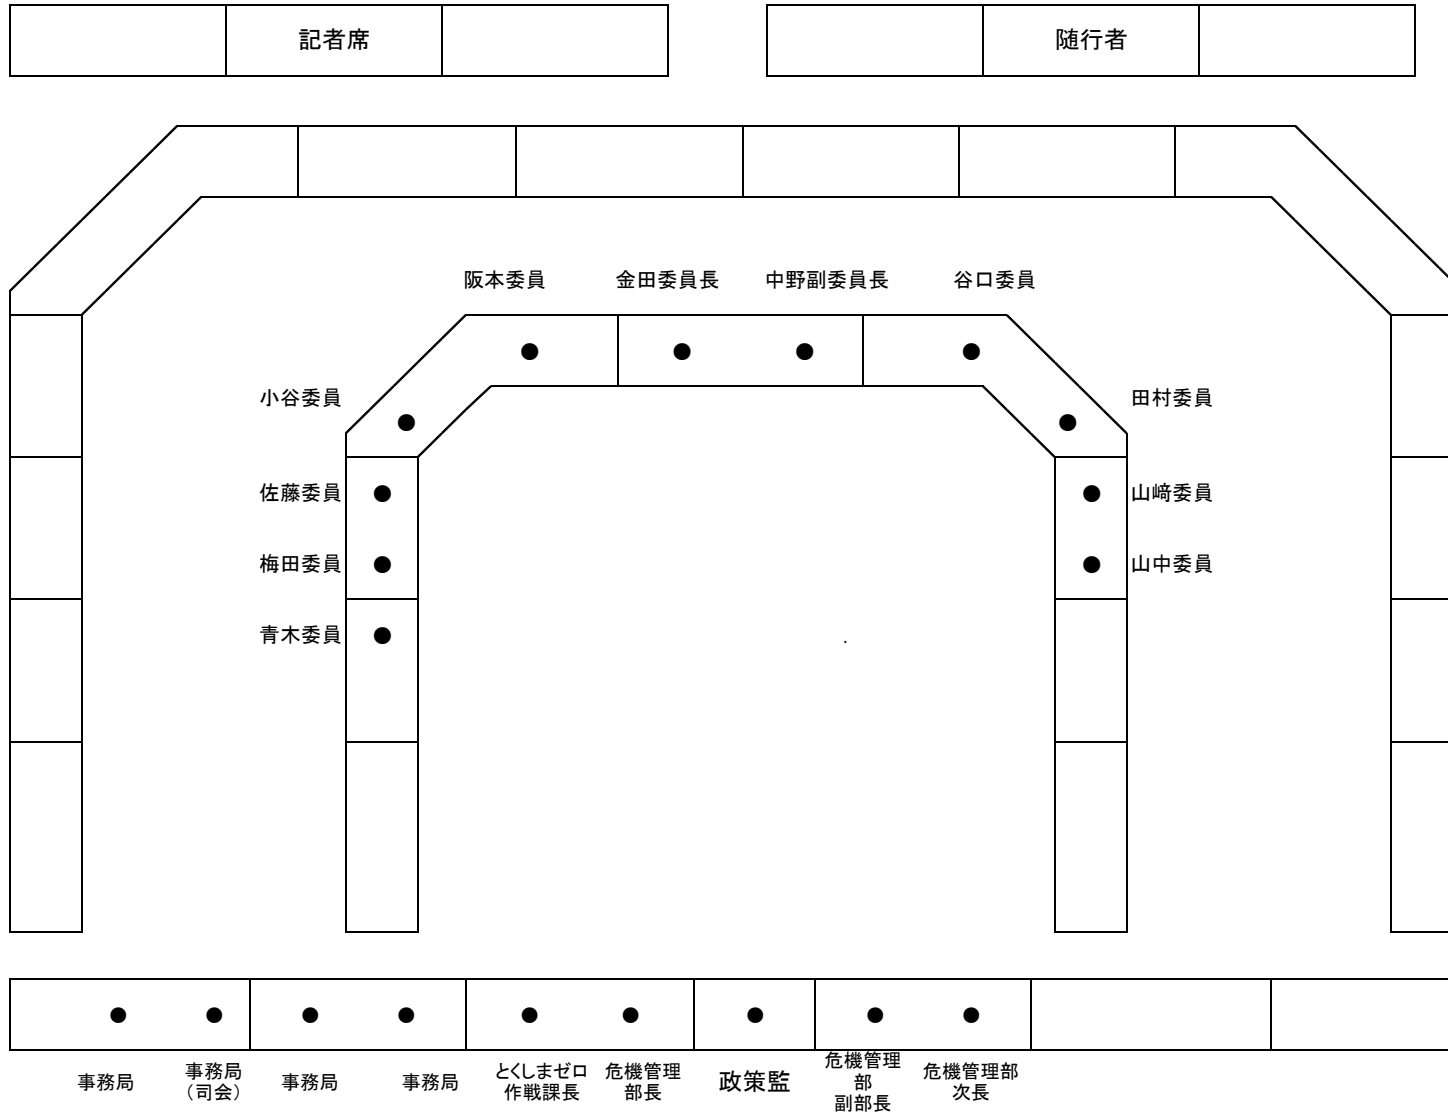 記者席
随行者
阪本委員
金田委員長
中野副委員長
谷口委員
小谷委員
田村委員
佐藤委員
山﨑委員
梅田委員
山中委員
青木委員
事務局
事務局
（司会）
事務局
事務局
とくしまゼロ
作戦課長
危機管理
部長
政策監
危機管理
部
副部長
危機管理部
次長